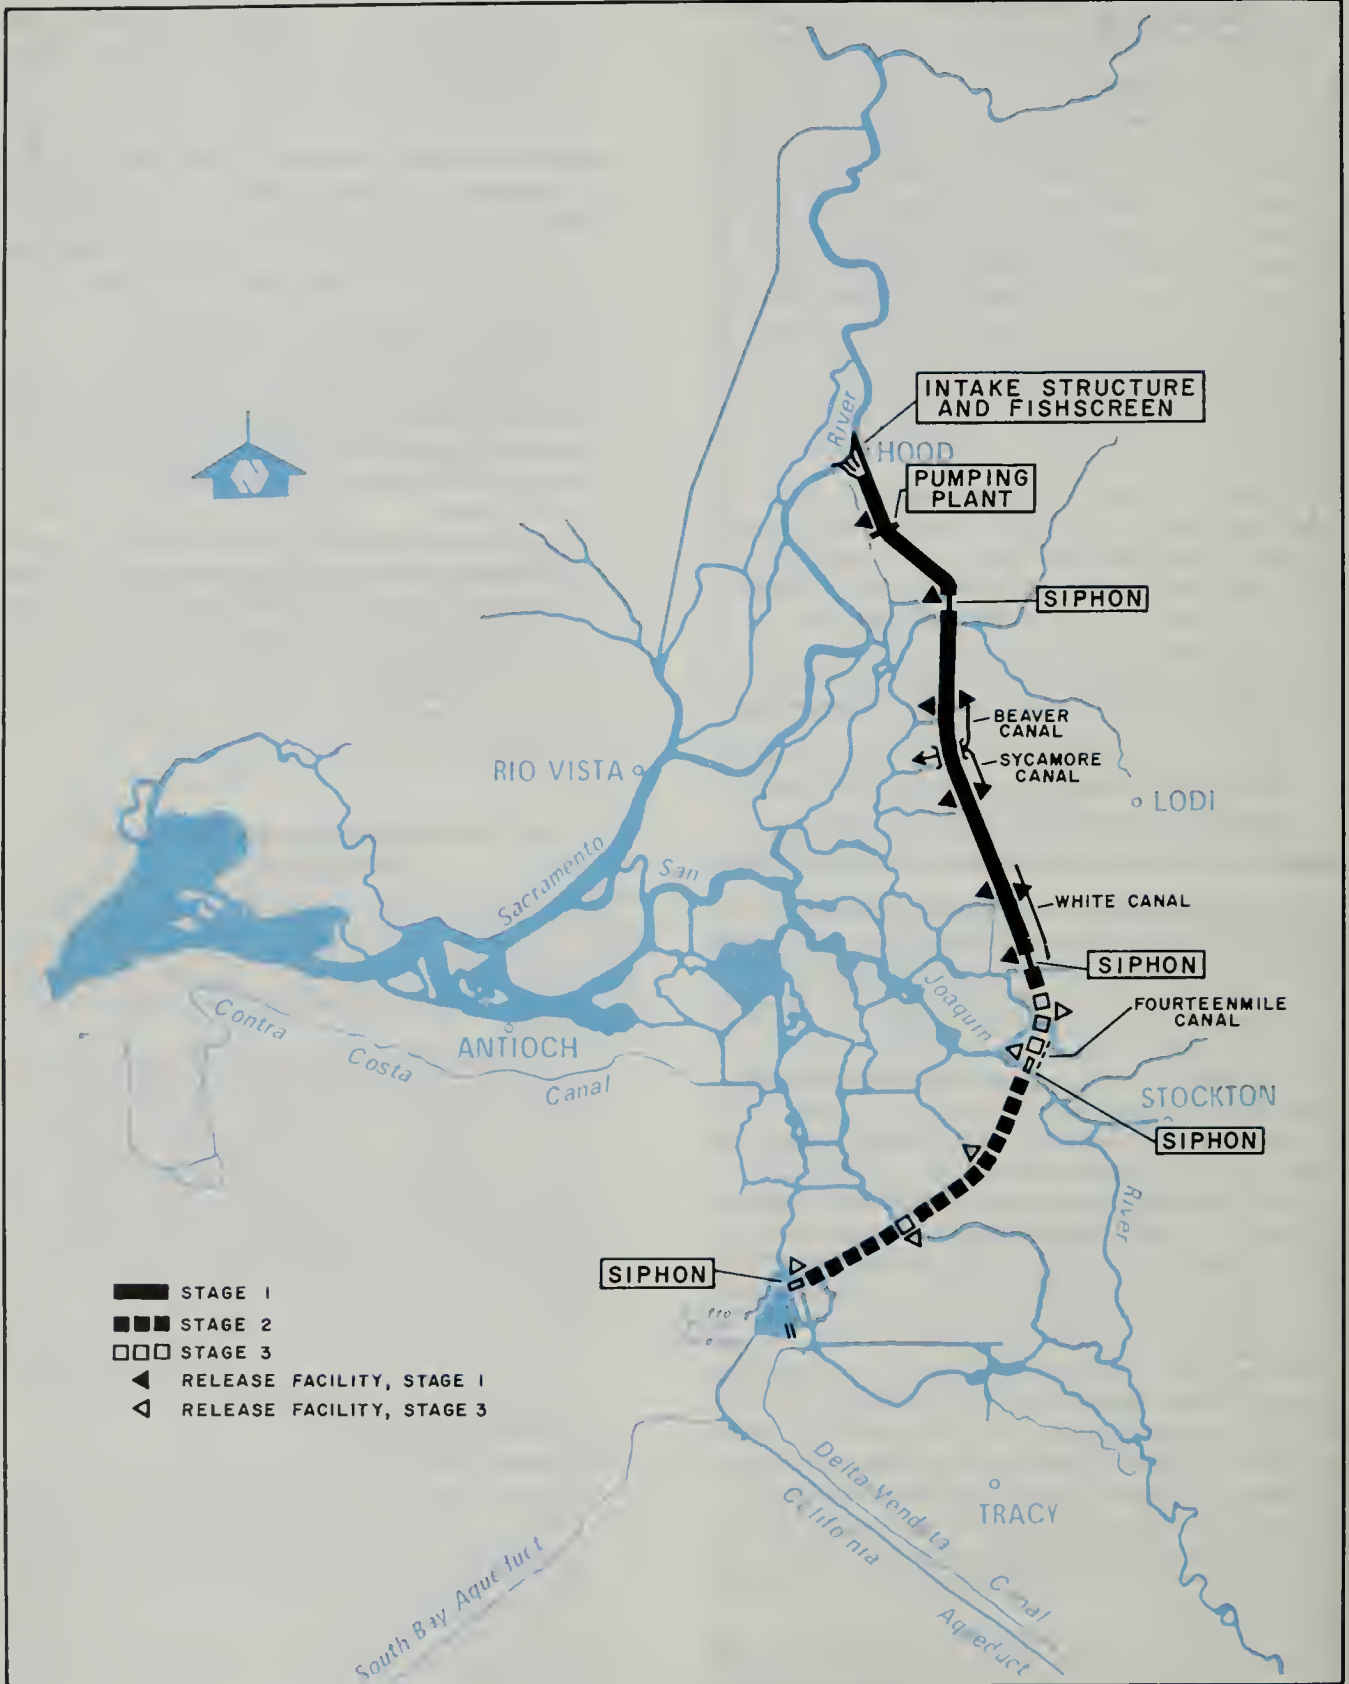 INTAKE STRUCTURE
AND FISHSCREEN
River
HOOD
PUMPING
PLANT
SIPHON
BEAVER
CANAL
SYCAMORE
CANAL
RIO VISTA
LODI
Sacramento
San
WHITE CANAL
SIPHON
Joaquin
FOURTEENMILE
CANAL
Contra
Costa
Canal
ANTIOCH
STOCKTON
SIPHON
River
SIPHON
STAGE 1
STAGE 2
STAGE 3
RELEASE FACILITY, STAGE 1
RELEASE FACILITY, STAGE 3
TRACY
Delta Mendota
Canal
California
Aqueduct
South Bay Aqueduct
N